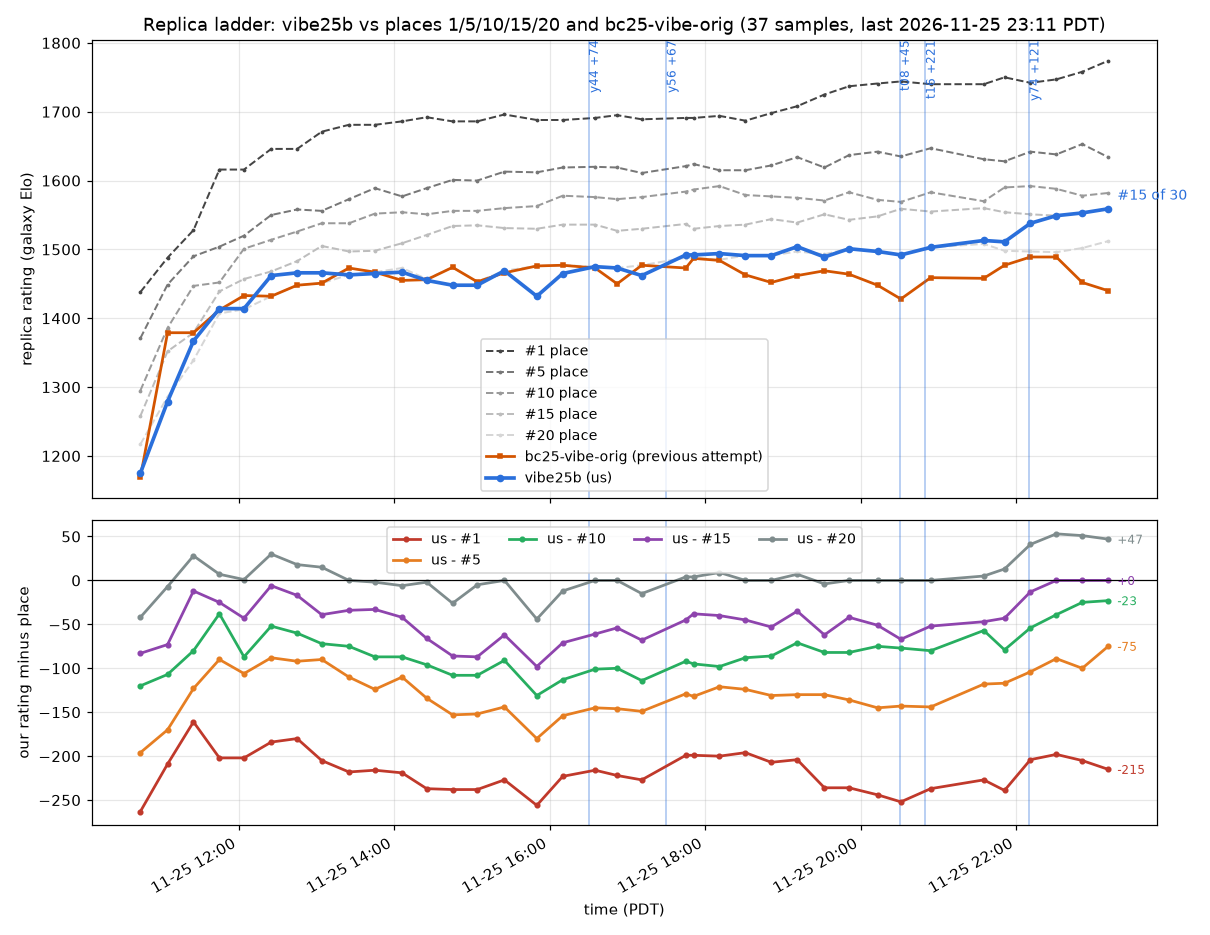 Replica ladder: vibe25b vs places 1/5/10/15/20 and bc25-vibe-orig (37 samples, last 2026-11-25 23:11 PDT)
replica rating (galaxy Elo)
1800
1700
1600
1500
1400
1300
1200
y44 +74
y56 +67
t08 +45
+221
+121
#15 of 30
#1 place
#5 place
#10 place
#15 place
#20 place
bc25-vibe-orig (previous attempt)
vibe25b (us)
our rating minus place
50
0
−50
−100
−150
−200
−250
us - #1
us - #10
us - #15
us - #20
us - #5
+47
+0
-23
-75
-215
11-25 12:00
11-25 14:00
11-25 16:00
11-25 18:00
11-25 20:00
11-25 22:00
time (PDT)